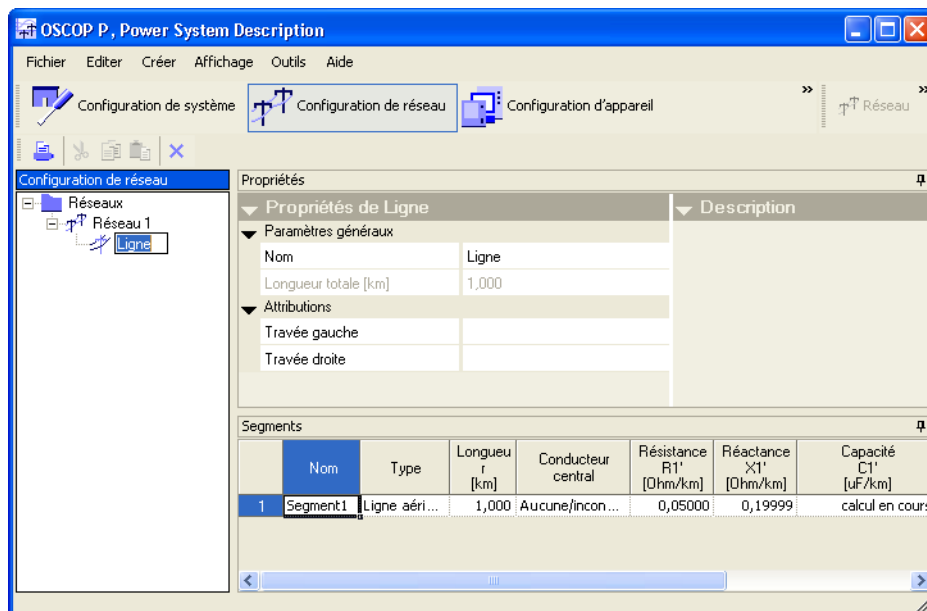 OSCOP P, Power System Description
Fichier Editer Créer Affichage Outils Aide
Configuration de système Configuration de réseau Configuration d'appareil » Réseau »
Configuration de réseau
Réseaux
Réseau 1
Ligne
Propriétés
Propriétés de Ligne
Description
Paramètres généraux
Nom Ligne
Longueur totale [km] 1,000
Attributions
Travée gauche
Travée droite
Segments
Nom Type Longueur [km] Conducteur central Résistance R1' [Ohm/km] Réactance X1' [Ohm/km] Capacité C1' [uF/km]
1 Segment1 Ligne aéri... 1,000 Aucune/incon... 0,05000 0,19999 calcul en cours